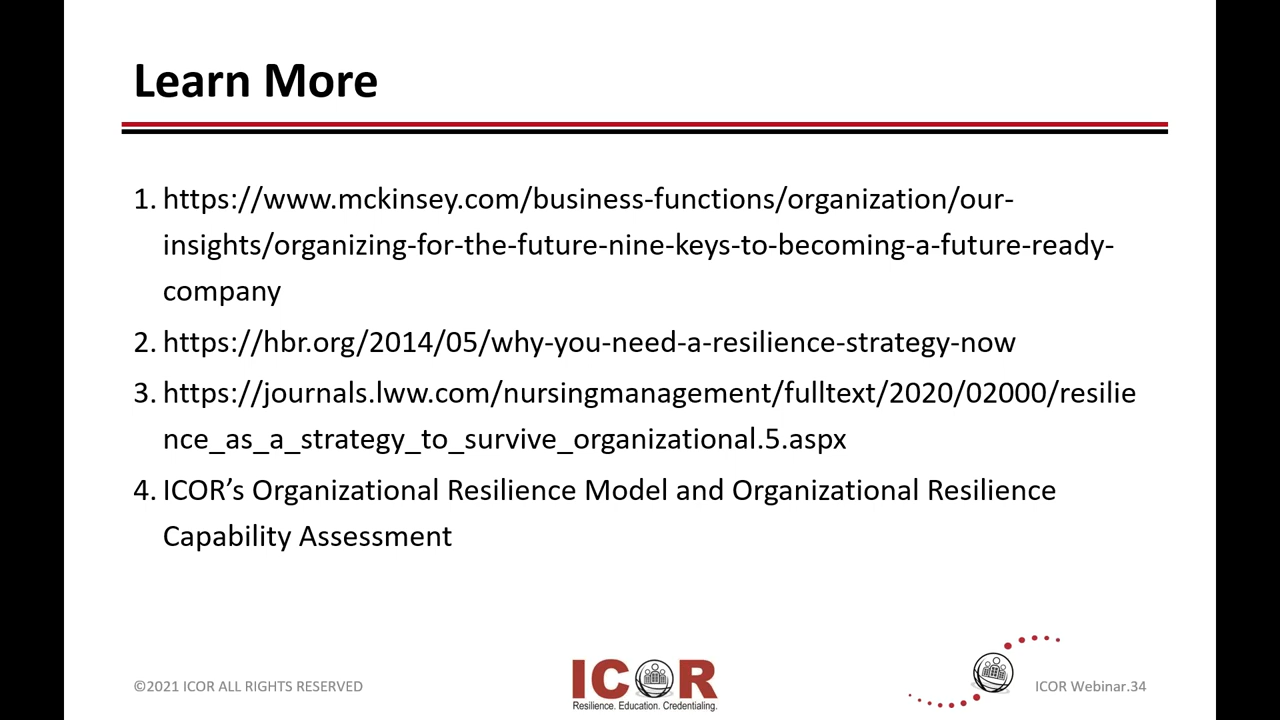 Learn More
1. https://www.mckinsey.com/business-functions/organization/our-
insights/organizing-for-the-future-nine-keys-to-becoming-a-future-ready-
company
2. https://hbr.org/2014/05/why-you-need-a-resilience-strategy-now
3. https://journals.lww.com/nursingmanagement/fulltext/2020/02000/resilie
nce_as_a_strategy_to_survive_organizational.5.aspx
4. ICOR’s Organizational Resilience Model and Organizational Resilience
Capability Assessment
©2021 ICOR ALL RIGHTS RESERVED
ICOR
Resilience. Education. Credentialing.
ICOR Webinar.34